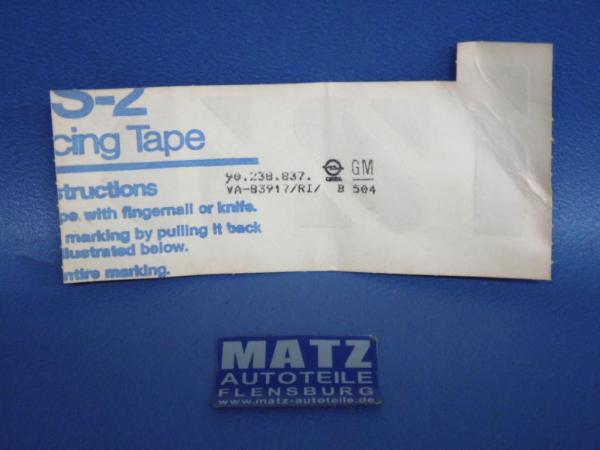 S-2
cing Tape
structions
pe with fingernail or knife.
marking by pulling it back
illustrated below.
ntire marking.
90.238.837. OPEL GM
VA-83917/RI/ B 504
MATZ
AUTOTEILE
FLENSBURG
www.matz-autoteile.de